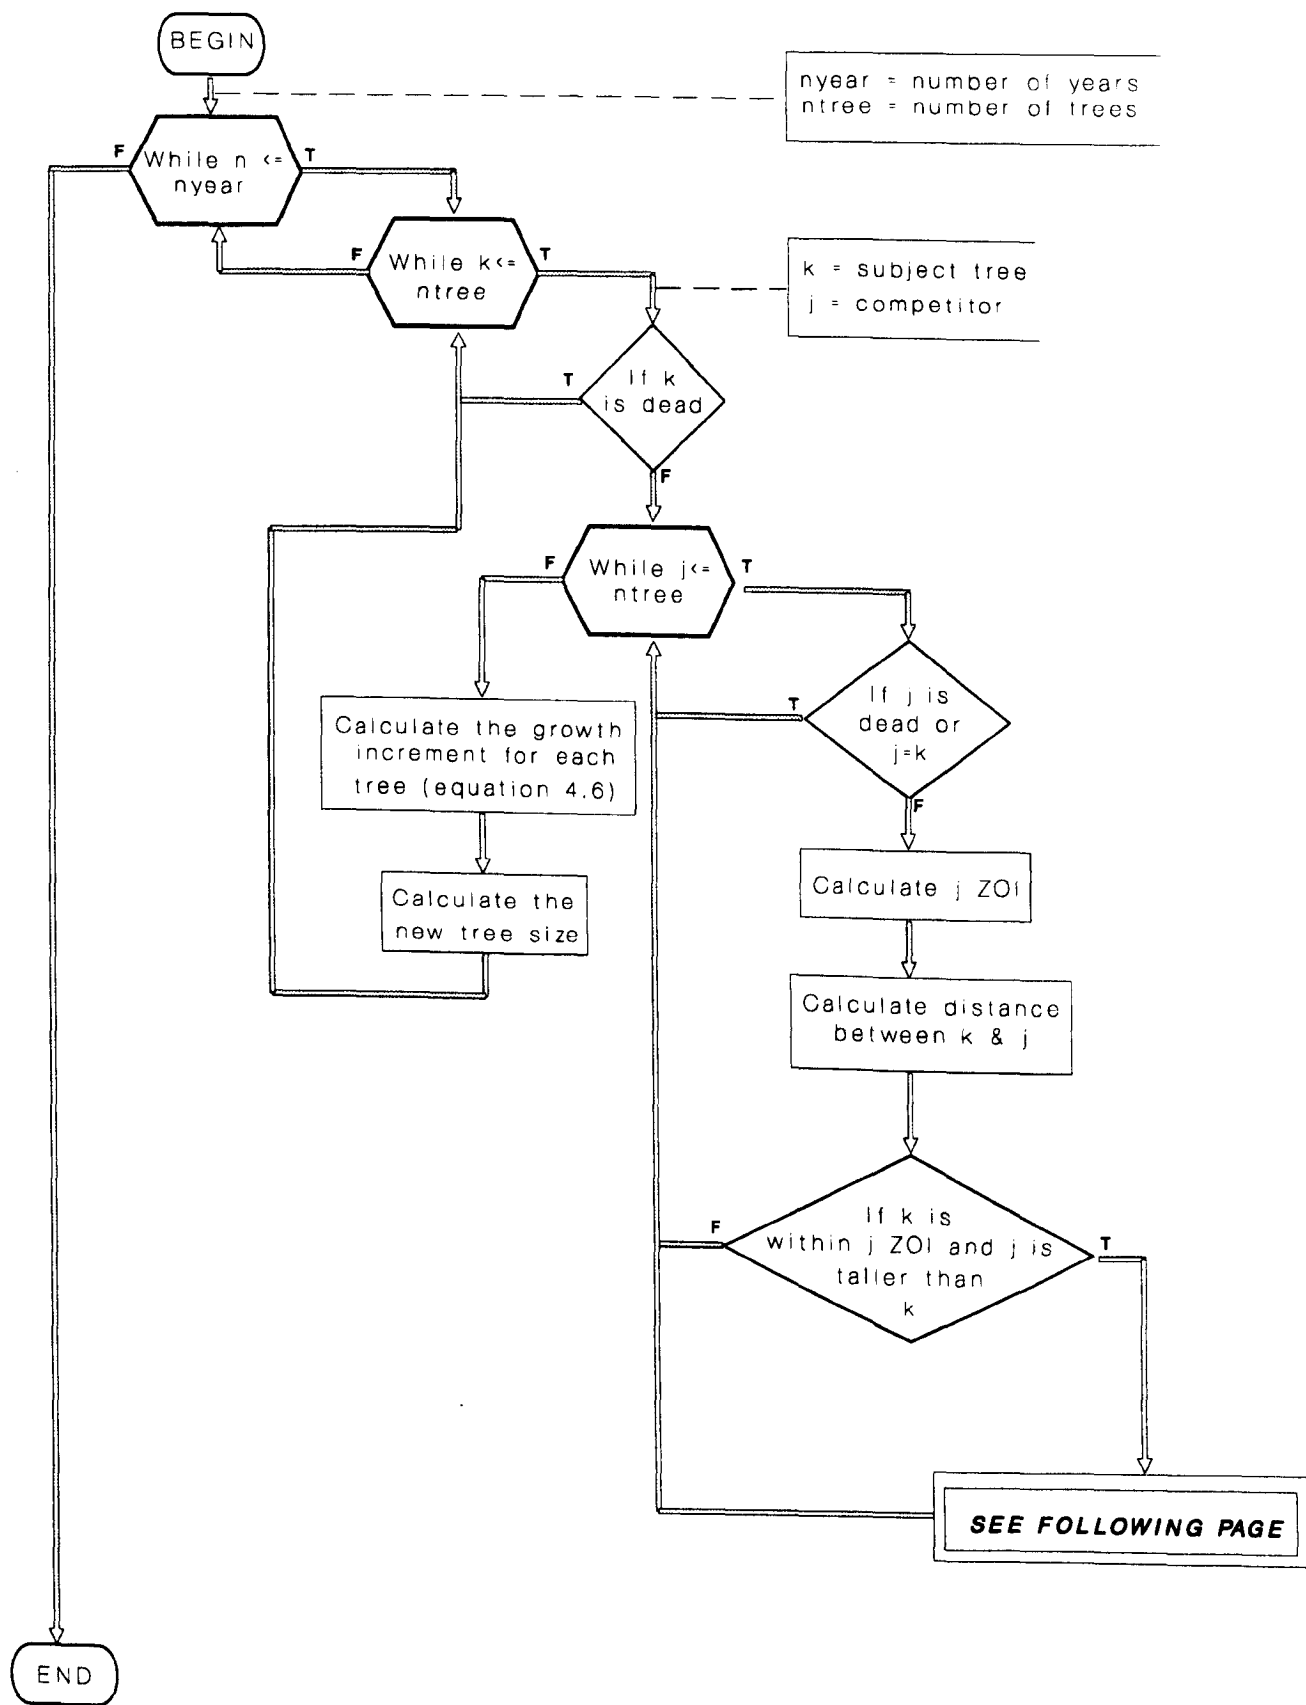 BEGIN
nyear = number of years
ntree = number of trees
F
While n <=
nyear
T
F
While k<=
ntree
T
k = subject tree
j = competitor
T
If k
is dead
F
F
While j<=
ntree
T
T
If j is
dead or
j=k
F
Calculate the growth
increment for each
tree (equation 4.6)
Calculate j ZOI
Calculate the
new tree size
Calculate distance
between k & j
F
If k is
within j ZOI and j is
taller than
k
T
SEE FOLLOWING PAGE
END